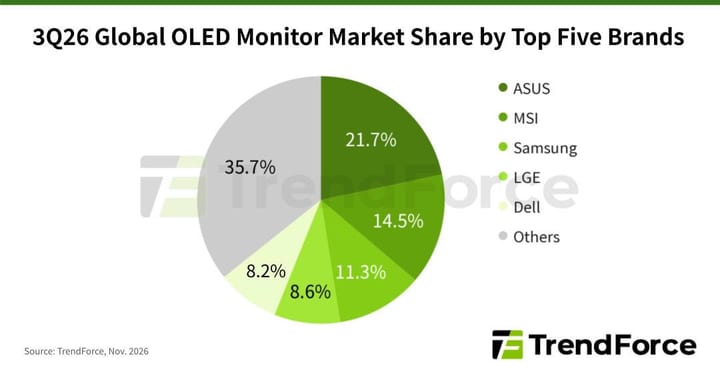 3Q26 Global OLED Monitor Market Share by Top Five Brands
21.7%
14.5%
11.3%
8.6%
8.2%
35.7%
ASUS
MSI
Samsung
LGE
Dell
Others
TrendForce
Source: TrendForce, Nov. 2026
TrendForce